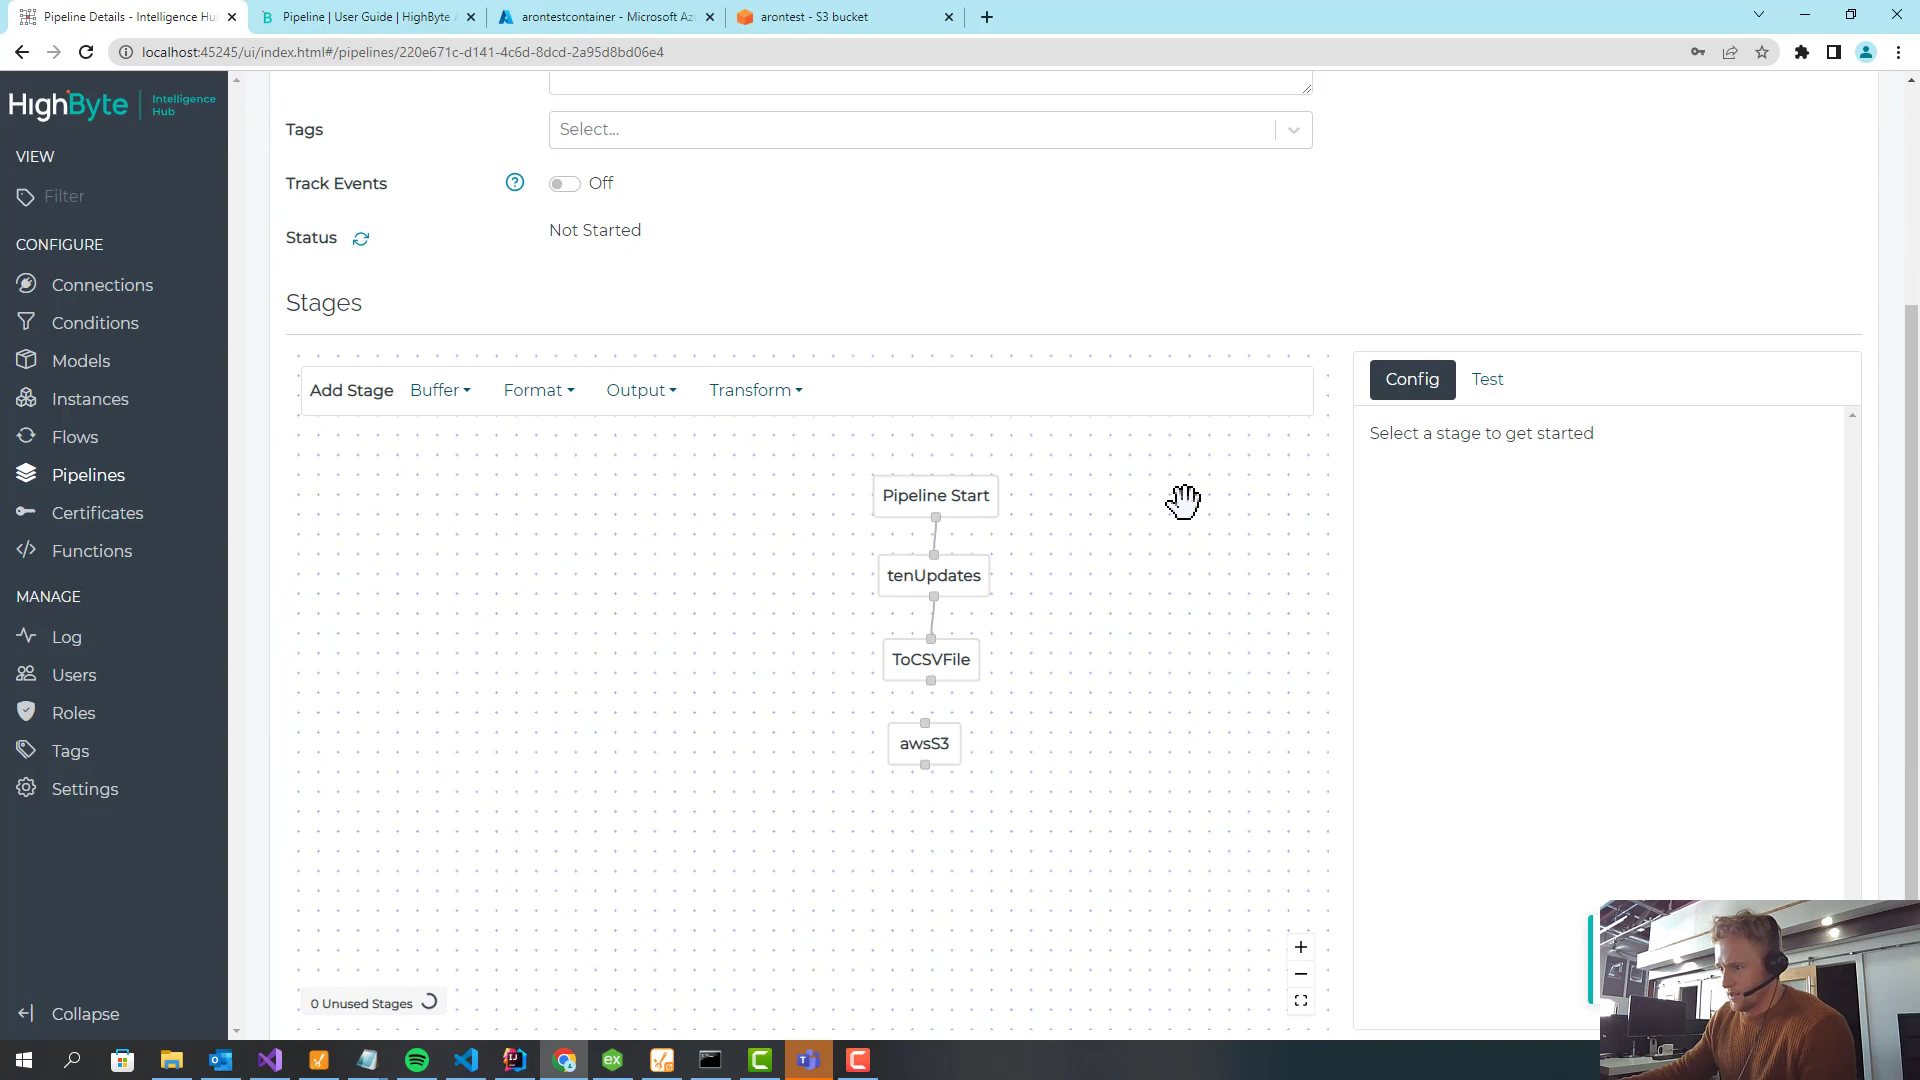 Pipeline Details - Intelligence Hu
Pipeline | User Guide | HighByte
arontestcontainer - Microsoft Az
arontest - S3 bucket
localhost:45245/ui/index.html#/pipelines/220e671c-d141-4c6d-8dcd-2a95d8bd06e4
HighByte
Intelligence
Hub
VIEW
Filter
CONFIGURE
Connections
Conditions
Models
Instances
Flows
Pipelines
Certificates
Functions
MANAGE
Log
Users
Roles
Tags
Settings
Collapse
Tags
Select...
Track Events
Off
Status
Not Started
Stages
Add Stage
Buffer
Format
Output
Transform
Config
Test
Select a stage to get started
Pipeline Start
tenUpdates
ToCSVFile
awsS3
0 Unused Stages